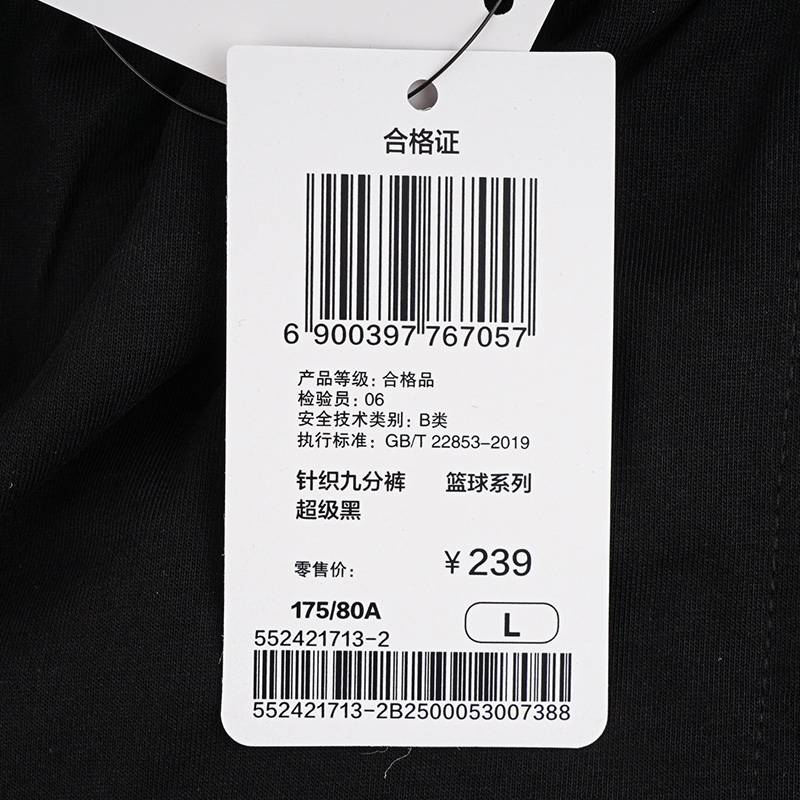 合格证
6 900397 767057
产品等级: 合格品
检验员: 06
安全技术类别: B类
执行标准: GB/T 22853-2019
针织九分裤 篮球系列
超级黑
零售价: ¥239
175/80A L
552421713-2
552421713-2B2500053007388